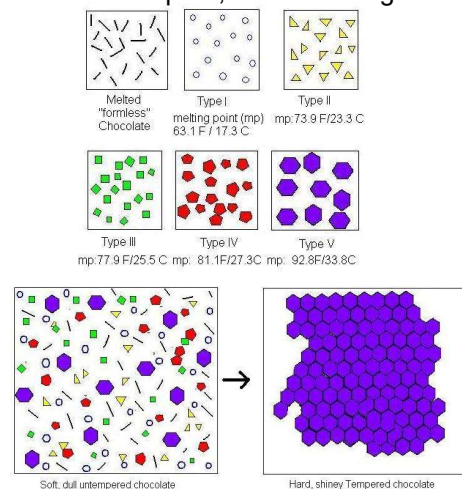 Melted
"formless"
Chocolate
Type I
melting point (mp)
63.1 F / 17.3 C
Type II
mp:73.9 F/23.3 C
Type III
mp:77.9 F/25.5 C
Type IV
mp: 81.1F/27.3C
Type V
mp: 92.8F/33.8C
Soft, dull untempered chocolate
Hard, shiney Tempered chocolate